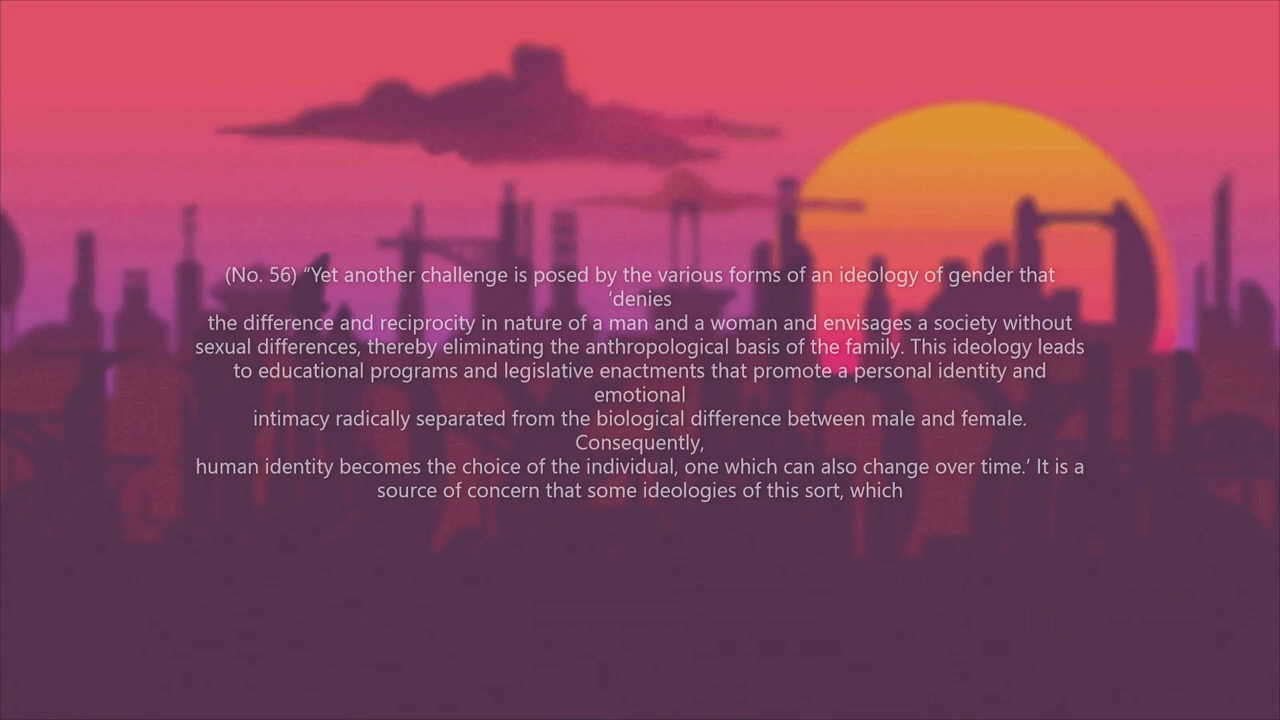 (No. 56) “Yet another challenge is posed by the various forms of an ideology of gender that
‘denies
the difference and reciprocity in nature of a man and a woman and envisages a society without
sexual differences, thereby eliminating the anthropological basis of the family. This ideology leads
to educational programs and legislative enactments that promote a personal identity and
emotional
intimacy radically separated from the biological difference between male and female.
Consequently,
human identity becomes the choice of the individual, one which can also change over time.’ It is a
source of concern that some ideologies of this sort, which